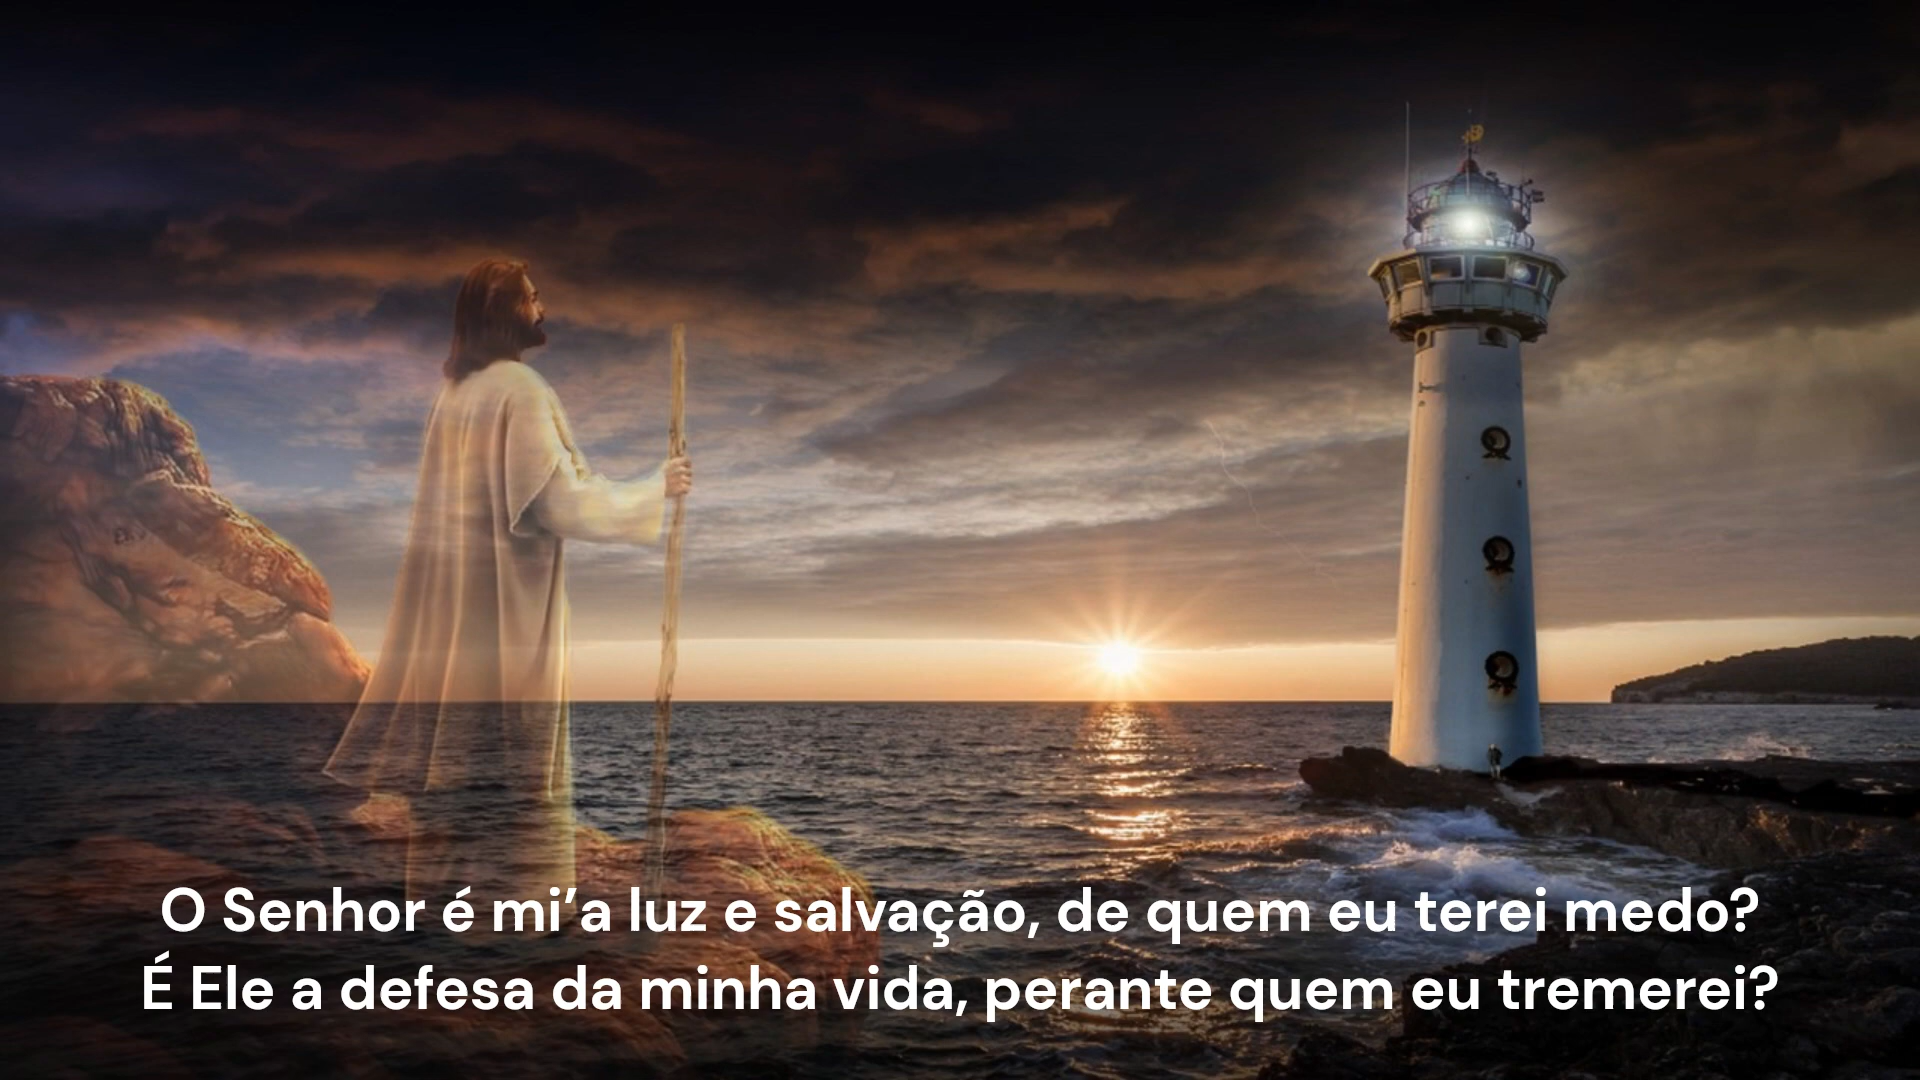 O Senhor é mi’a luz e salvação, de quem eu terei medo?
É Ele a defesa da minha vida, perante quem eu tremerei?